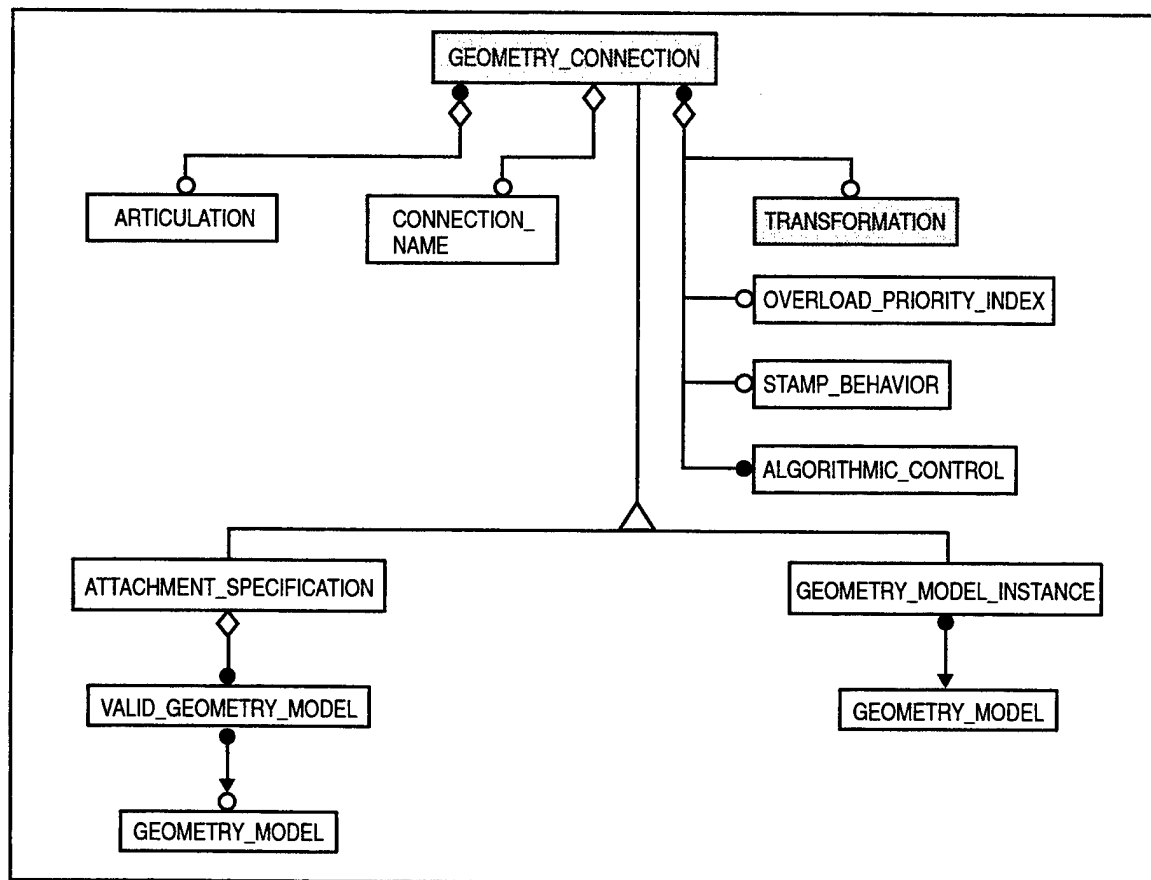 GEOMETRY_CONNECTION
ARTICULATION
CONNECTION_
NAME
TRANSFORMATION
OVERLOAD_PRIORITY_INDEX
STAMP_BEHAVIOR
ALGORITHMIC_CONTROL
ATTACHMENT_SPECIFICATION
GEOMETRY_MODEL_INSTANCE
VALID_GEOMETRY_MODEL
GEOMETRY_MODEL
GEOMETRY_MODEL